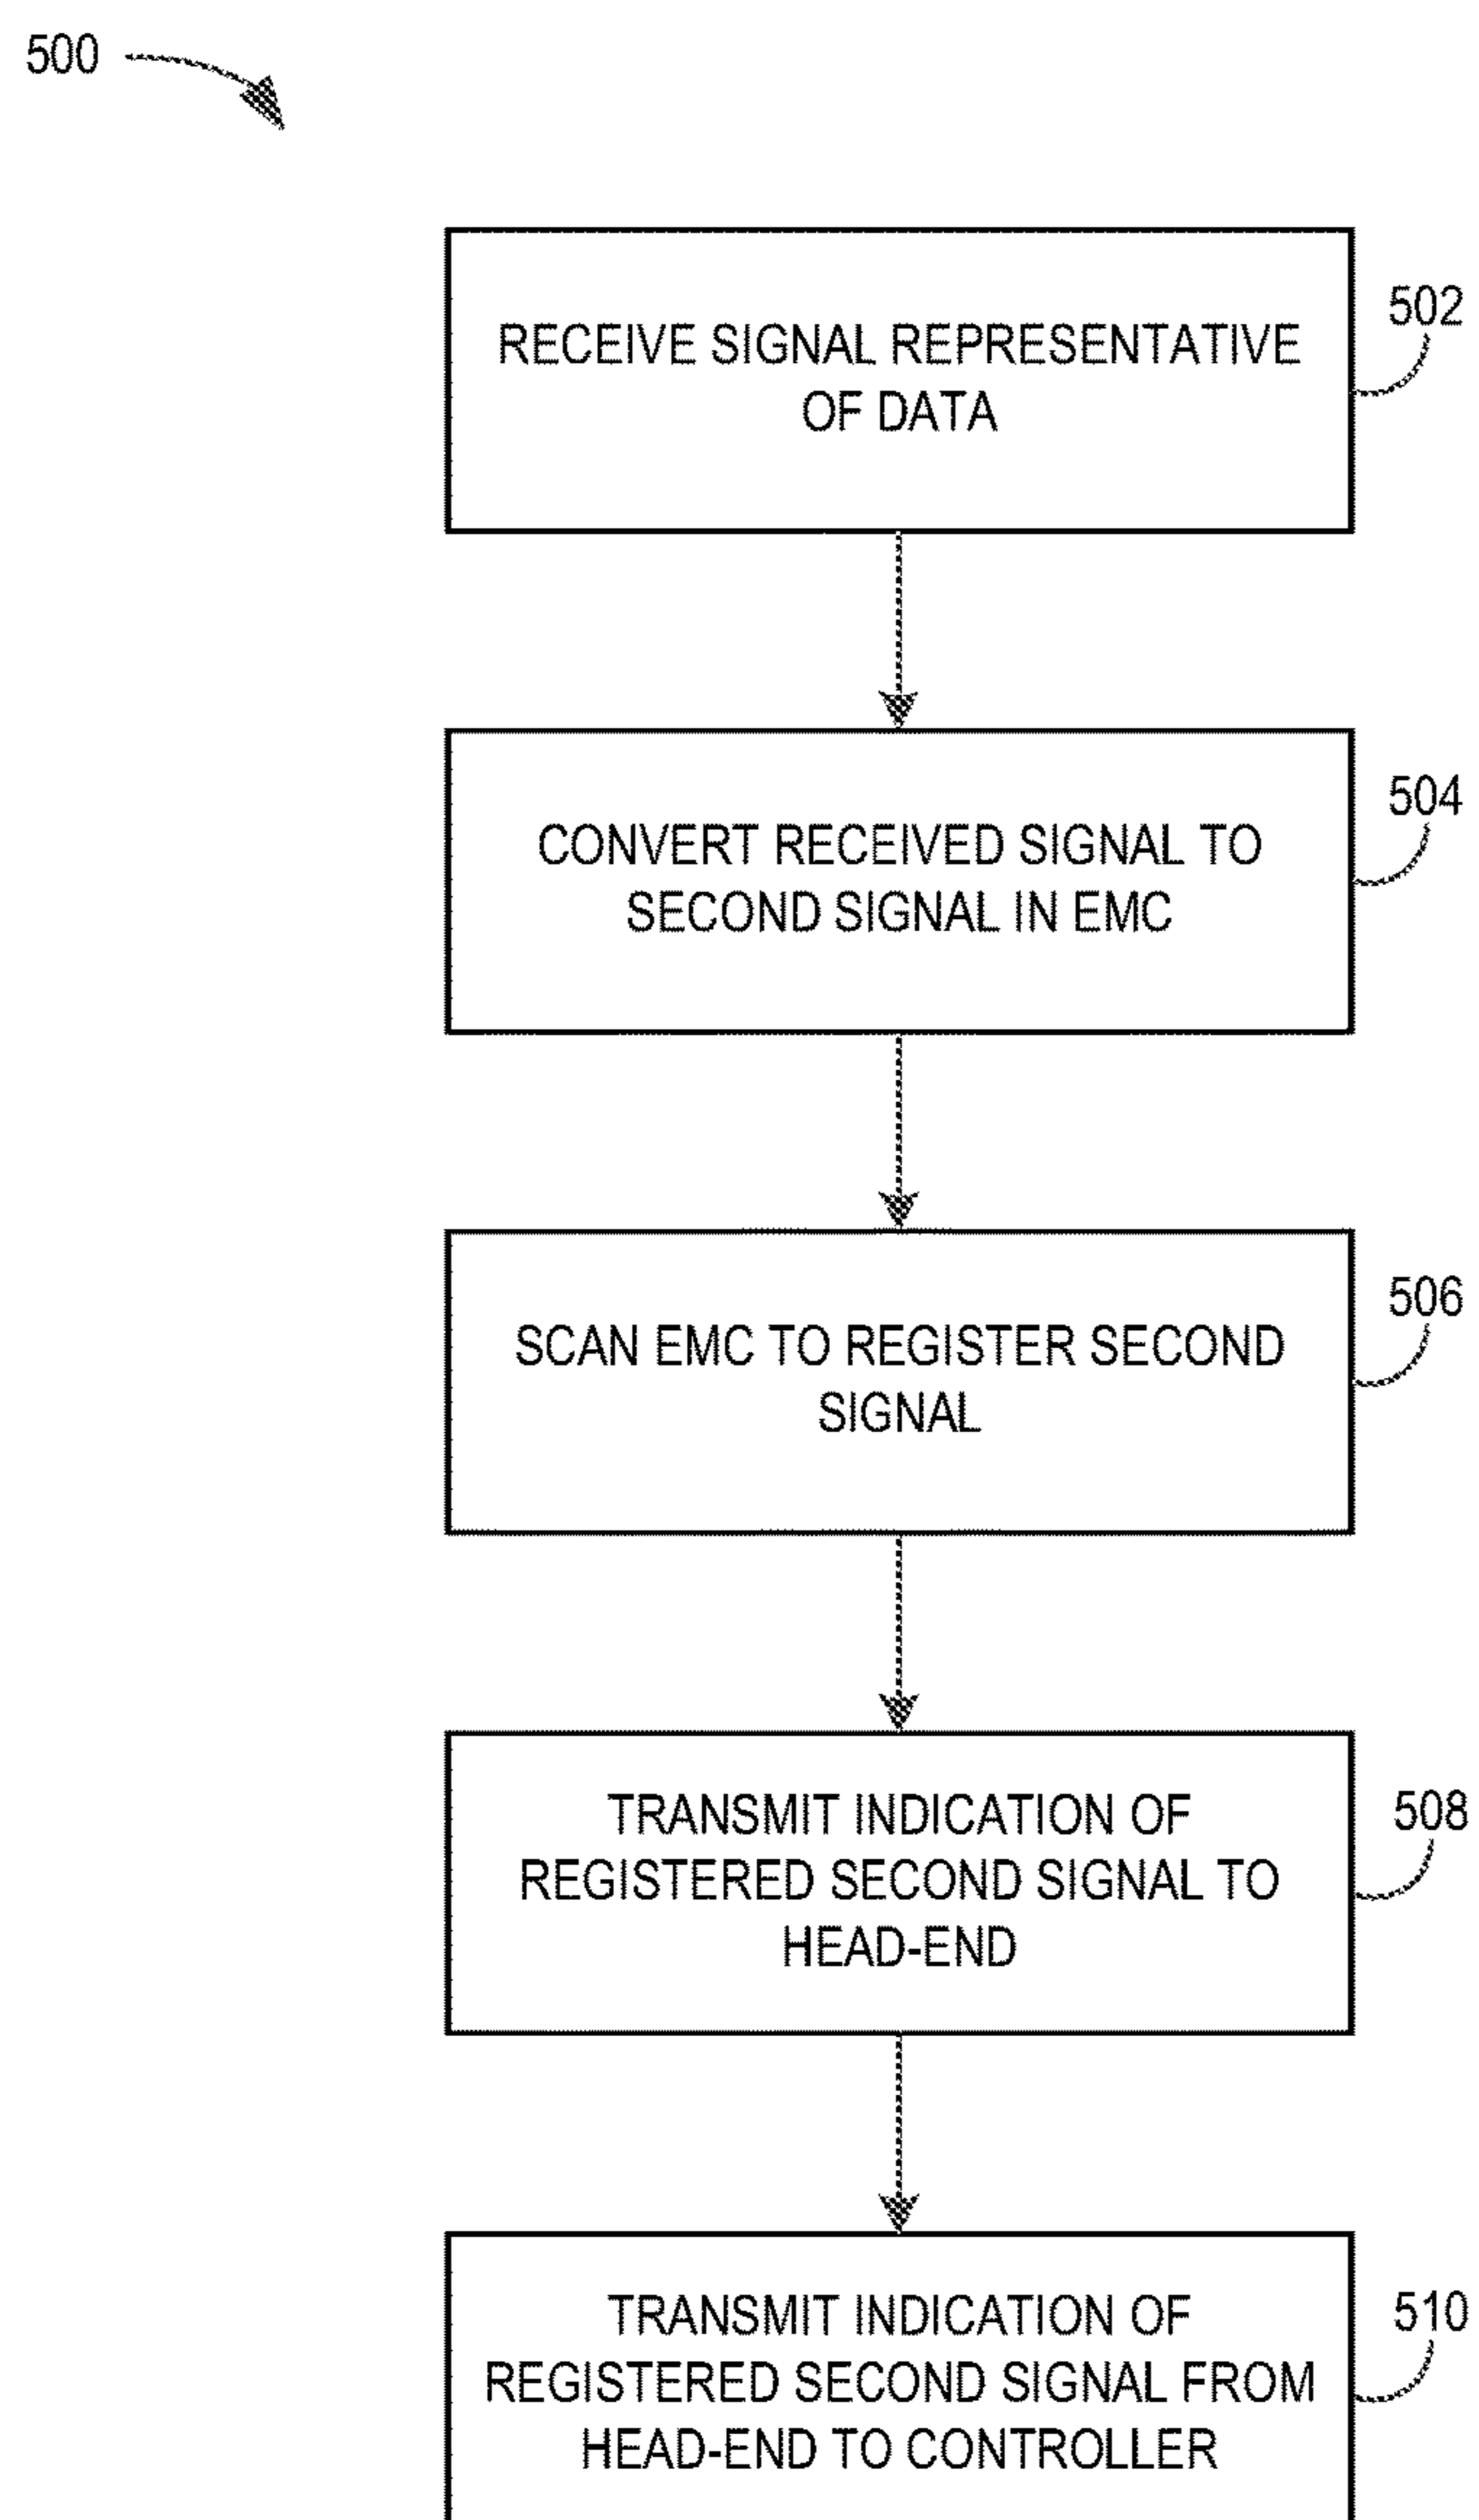 500
RECEIVE SIGNAL REPRESENTATIVE
OF DATA
502
CONVERT RECEIVED SIGNAL TO
SECOND SIGNAL IN EMC
504
SCAN EMC TO REGISTER SECOND
SIGNAL
506
TRANSMIT INDICATION OF
REGISTERED SECOND SIGNAL TO
HEAD-END
508
TRANSMIT INDICATION OF
REGISTERED SECOND SIGNAL FROM
HEAD-END TO CONTROLLER
510